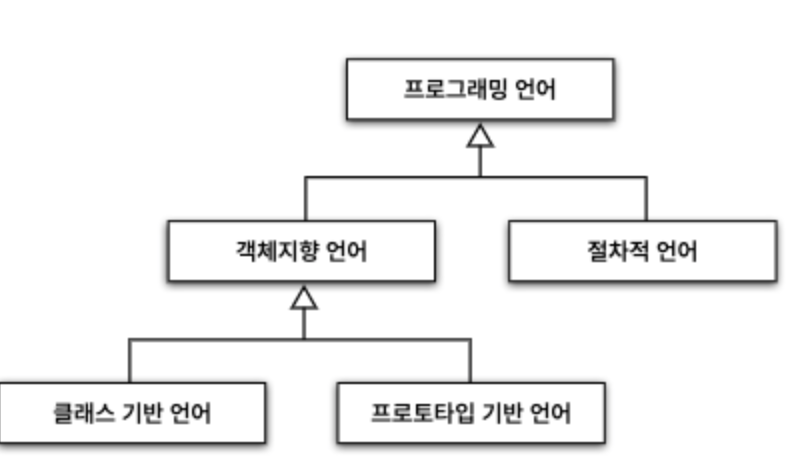 프로그래밍 언어
객체지향 언어
절차적 언어
클래스 기반 언어
프로토타입 기반 언어